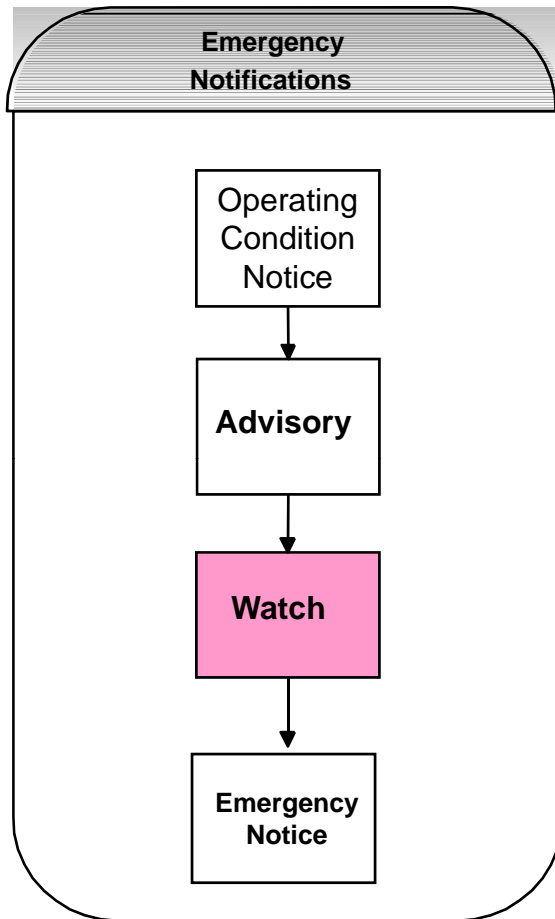 Emergency
Notifications
Operating
Condition
Notice
Advisory
Watch
Emergency
Notice